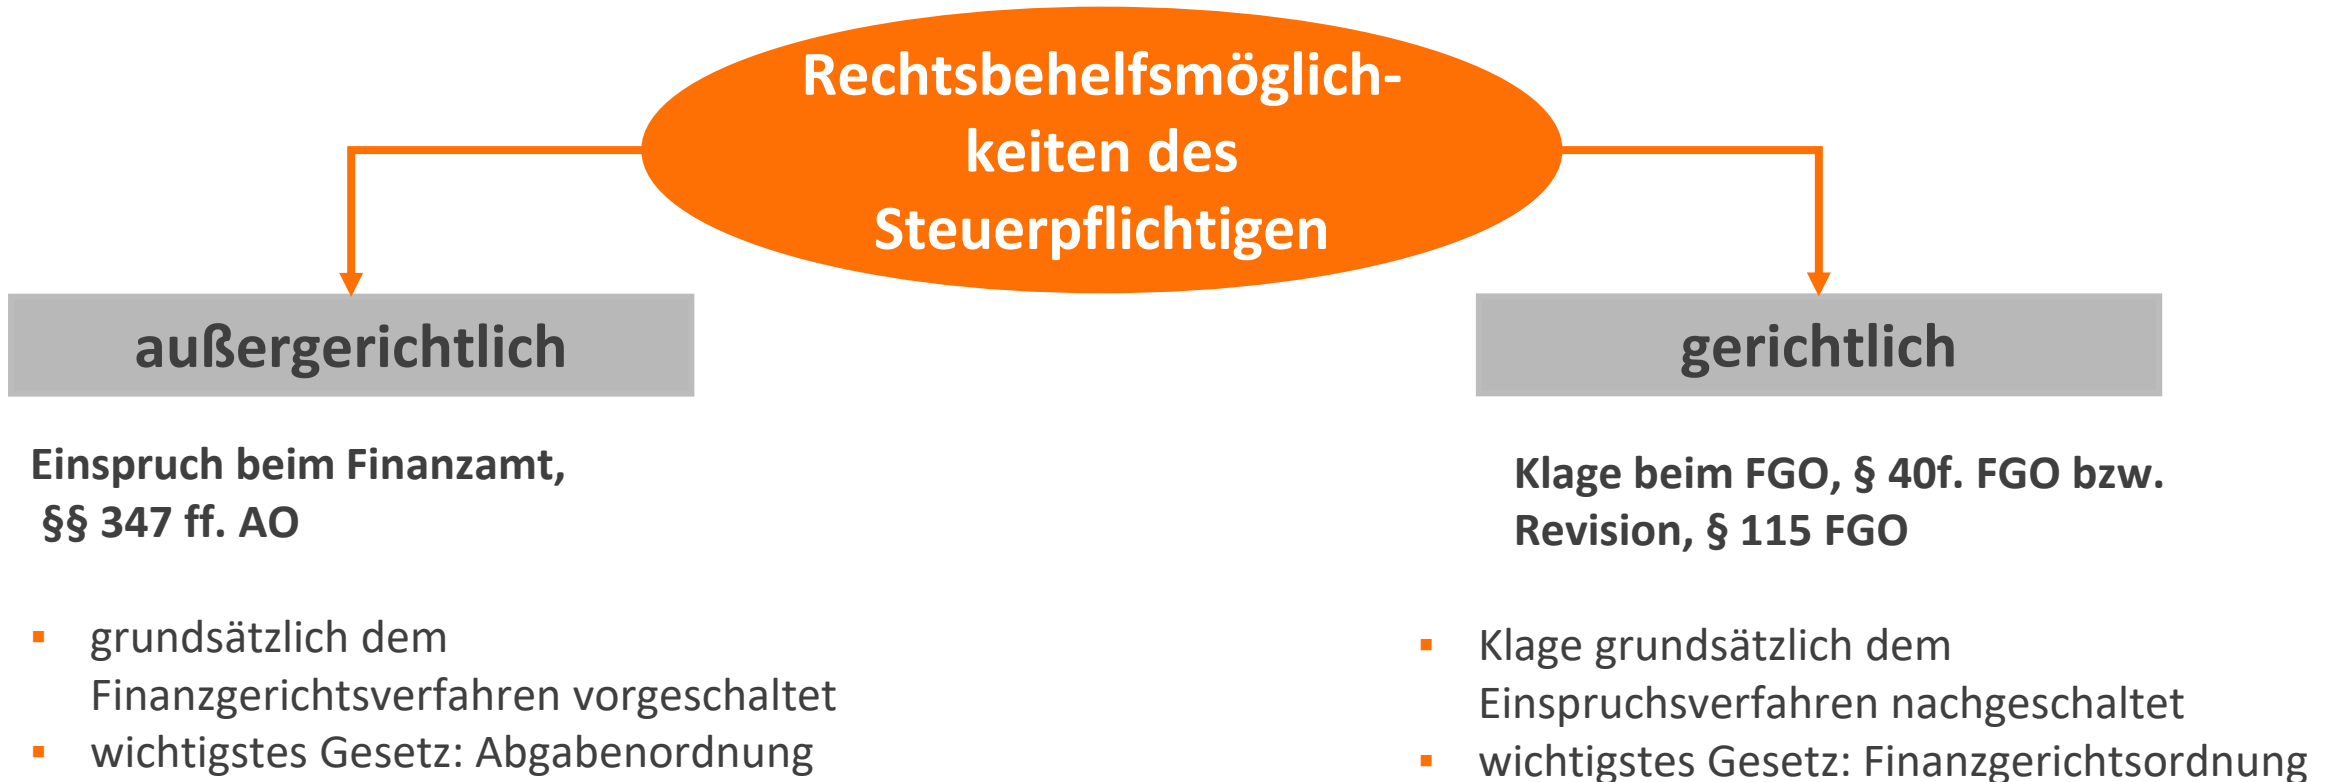 Rechtsbehelfsmöglich-
keiten des
Steuerpflichtigen
außergerichtlich
Einspruch beim Finanzamt,
§§ 347 ff. AO
▪ grundsätzlich dem
Finanzgerichtsverfahren vorgeschaltet
▪ wichtigstes Gesetz: Abgabenordnung
gerichtlich
Klage beim FGO, § 40f. FGO bzw.
Revision, § 115 FGO
▪ Klage grundsätzlich dem
Einspruchsverfahren nachgeschaltet
▪ wichtigstes Gesetz: Finanzgerichtsordnung